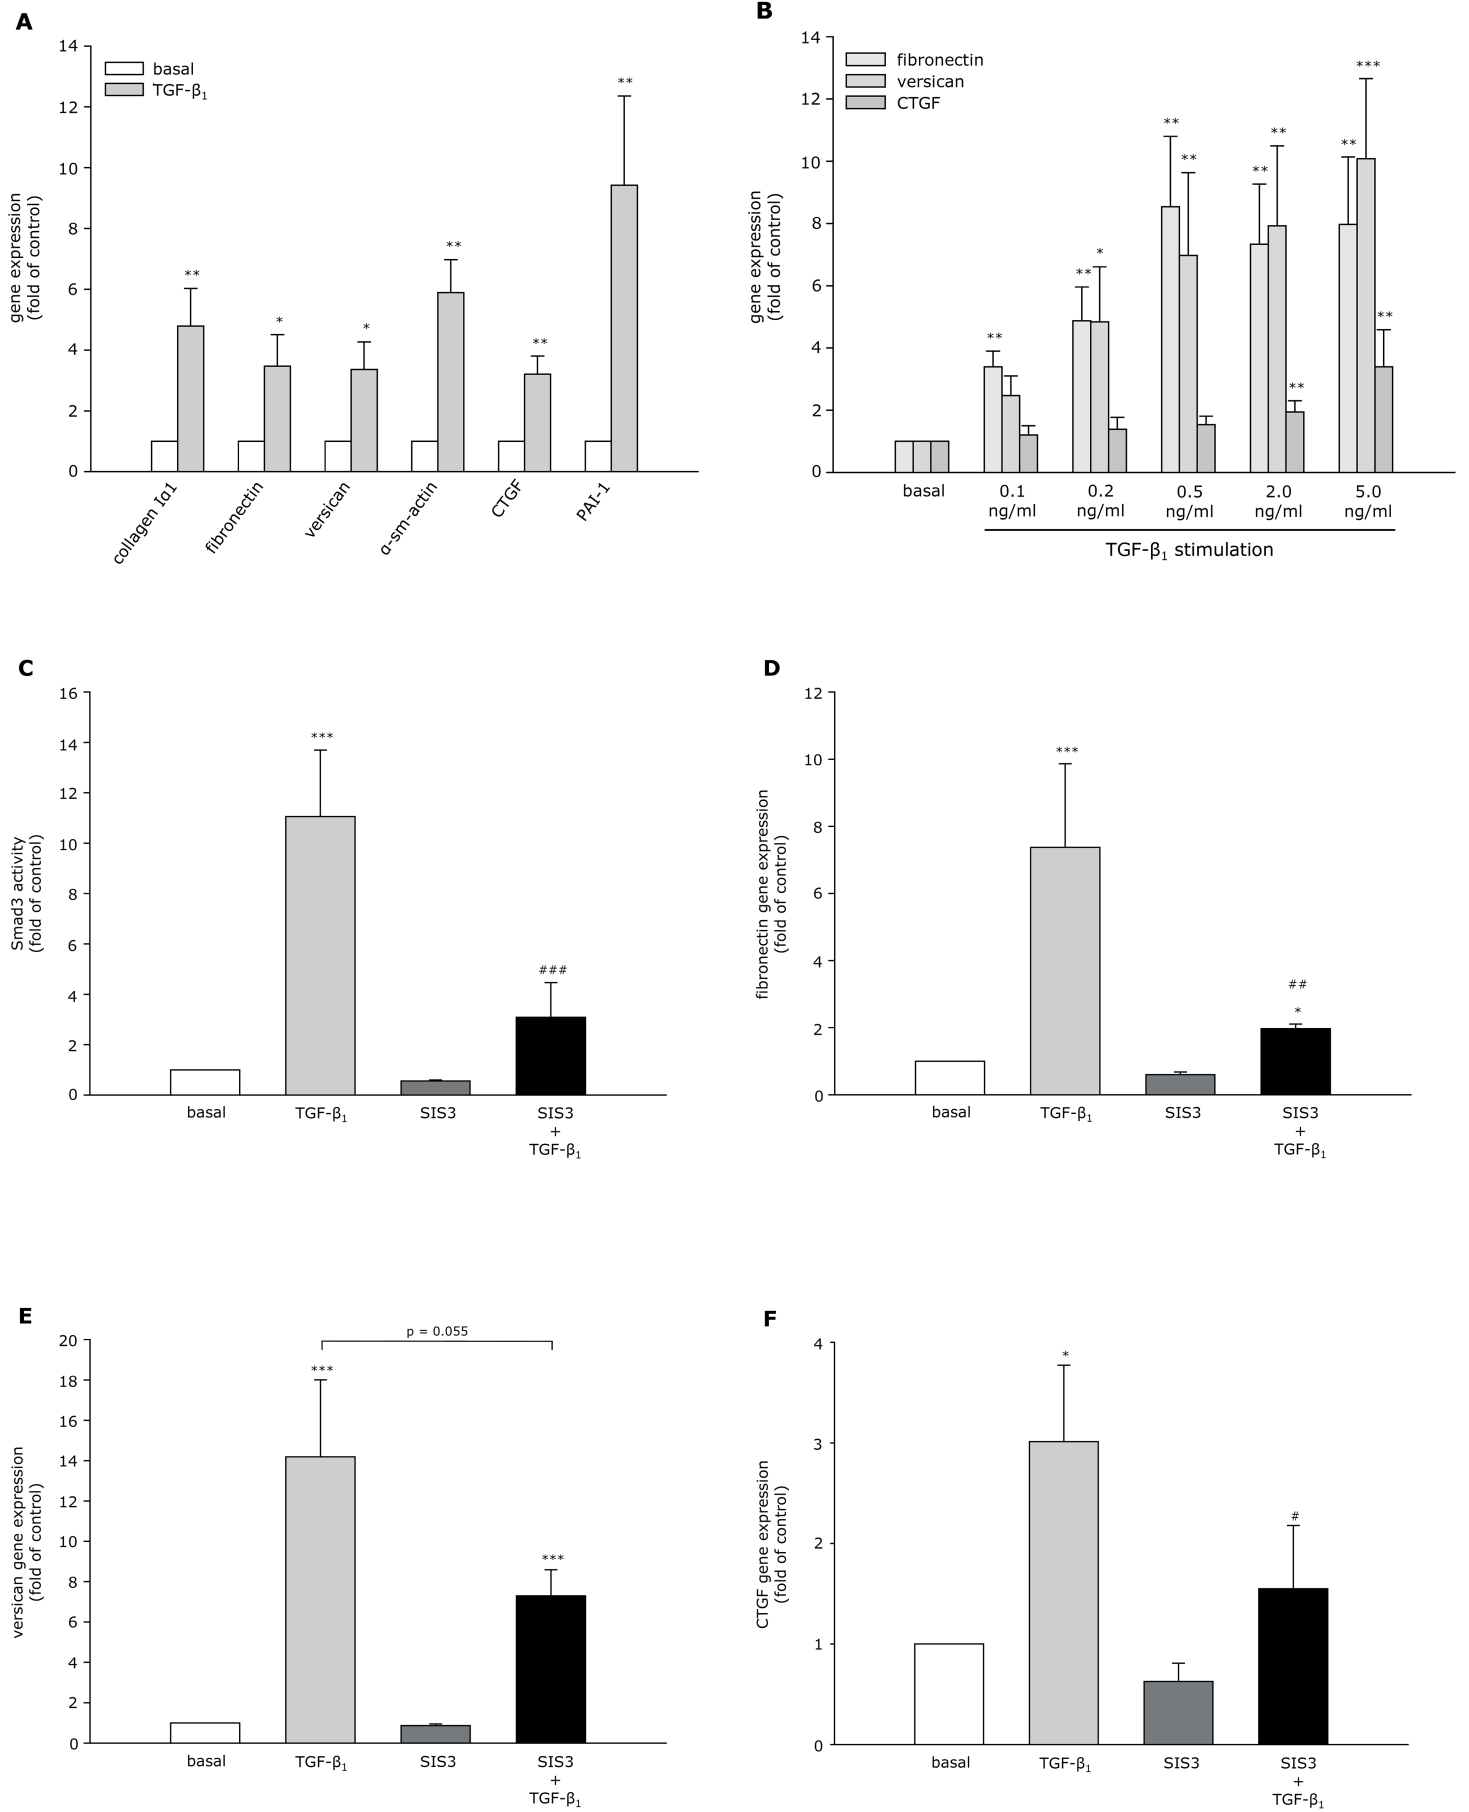 A
14
12
10
8
6
4
2
0
gene expression
(fold of control)
basal
TGF-β1
**
*
*
**
**
**
collagen Iα1
fibronectin
versican
α-sm-actin
CTGF
PAI-1
B
14
12
10
8
6
4
2
0
gene expression
(fold of control)
fibronectin
versican
CTGF
**
**
*
**
**
**
**
**
**
***
**
basal
0.1
ng/ml
0.2
ng/ml
0.5
ng/ml
2.0
ng/ml
5.0
ng/ml
TGF-β1 stimulation
C
16
14
12
10
8
6
4
2
0
Smad3 activity
(fold of control)
***
###
basal
TGF-β1
SIS3
SIS3
+
TGF-β1
D
12
10
8
6
4
2
0
fibronectin gene expression
(fold of control)
***
##
*
basal
TGF-β1
SIS3
SIS3
+
TGF-β1
E
20
18
16
14
12
10
8
6
4
2
0
versican gene expression
(fold of control)
p = 0.055
***
***
basal
TGF-β1
SIS3
SIS3
+
TGF-β1
F
4
3
2
1
0
CTGF gene expression
(fold of control)
*
#
basal
TGF-β1
SIS3
SIS3
+
TGF-β1